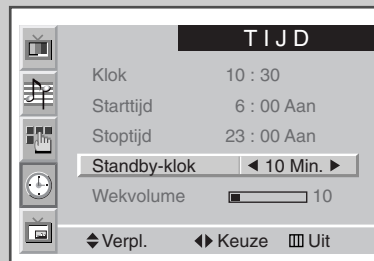 TIJD
Klok 10 : 30
Starttijd 6 : 00 Aan
Stoptijd 23 : 00 Aan
Standby-klok ◀ 10 Min. ▶
Wekvolume 10
Verpl. Keuze Uit